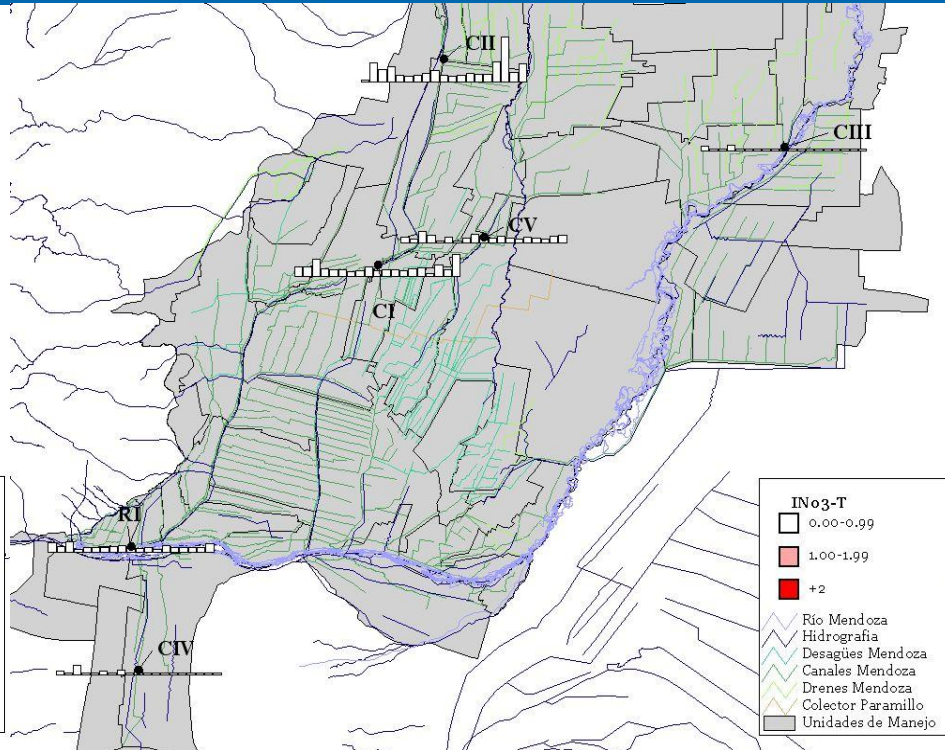 CII
CIII
CV
CI
RI
CIV
INo3-T
0.00-0.99
1.00-1.99
+2
Río Mendoza
Hidrografia
Desagües Mendoza
Canales Mendoza
Drenes Mendoza
Colector Paramillo
Unidades de Manejo